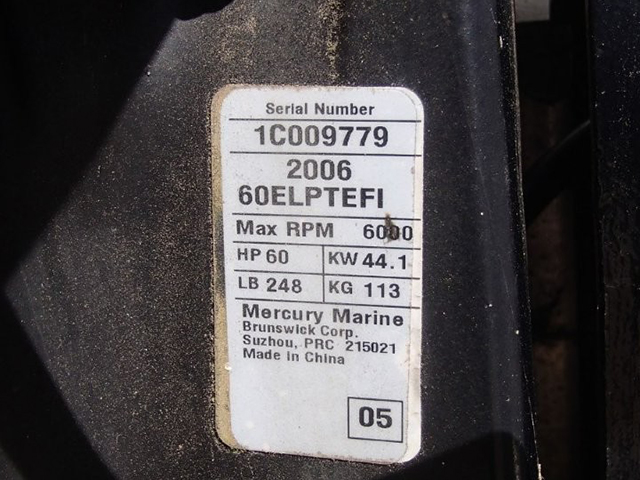 Serial Number
1C009779
2006
60ELPTEFI
Max RPM 6000
HP 60 KW 44.1
LB 248 KG 113
Mercury Marine
Brunswick Corp.
Suzhou, PRC 215021
Made in China
05